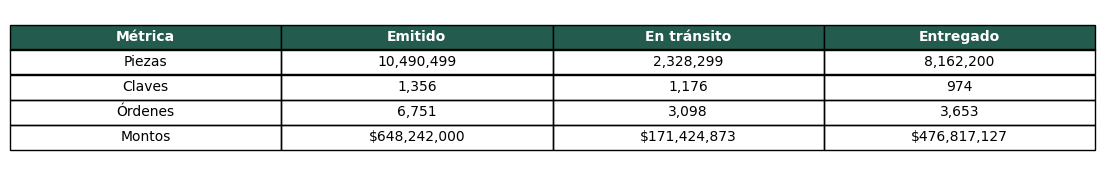 Métrica Emitido En tránsito Entregado
Piezas 10,490,499 2,328,299 8,162,200
Claves 1,356 1,176 974
Órdenes 6,751 3,098 3,653
Montos $648,242,000 $171,424,873 $476,817,127